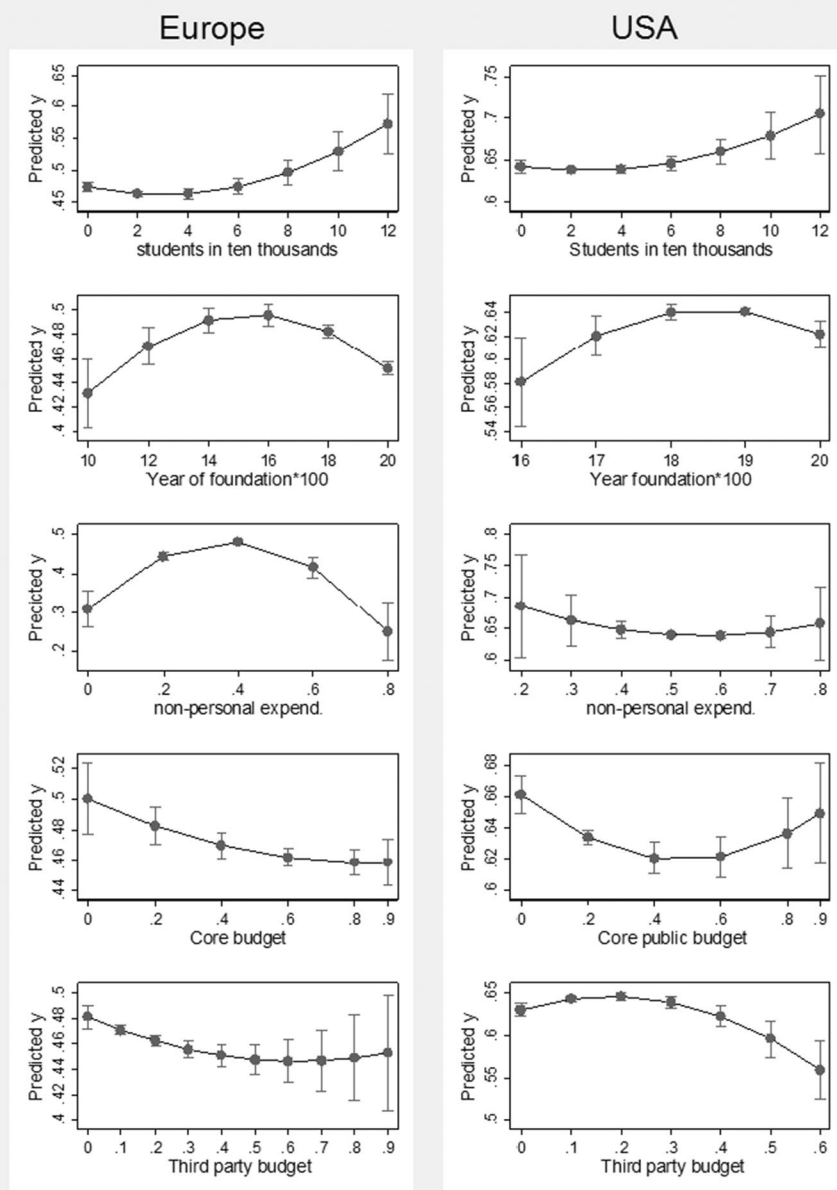 Europe
USA
Predicted y
.65
.6
.55
.5
.45
0 2 4 6 8 10 12
students in ten thousands
Predicted y
.75
.7
.65
.6
0 2 4 6 8 10 12
Students in ten thousands
Predicted y
.5
.48
.46
.44
.42
.4
10 12 14 16 18 20
Year of foundation*100
Predicted y
.64
.62
.6
.58
.56
.54
16 17 18 19 20
Year foundation*100
Precicted y
.5
.4
.3
.2
0 .2 .4 .6 .8
non-personal expend.
Predicted y
.8
.75
.7
.65
.6
.2 .3 .4 .5 .6 .7 .8
non-personal expend.
Predicted y
.52
.5
.48
.46
.44
0 .2 .4 .6 .8 .9
Core budget
Predicted y
.68
.66
.64
.62
.6
0 .2 .4 .6 .8 .9
Core public budget
Predicted y
.5
.48
.46
.44
.42
.4
0 .1 .2 .3 .4 .5 .6 .7 .8 .9
Third party budget
Predicted y
.65
.6
.55
.5
0 .1 .2 .3 .4 .5 .6
Third party budget